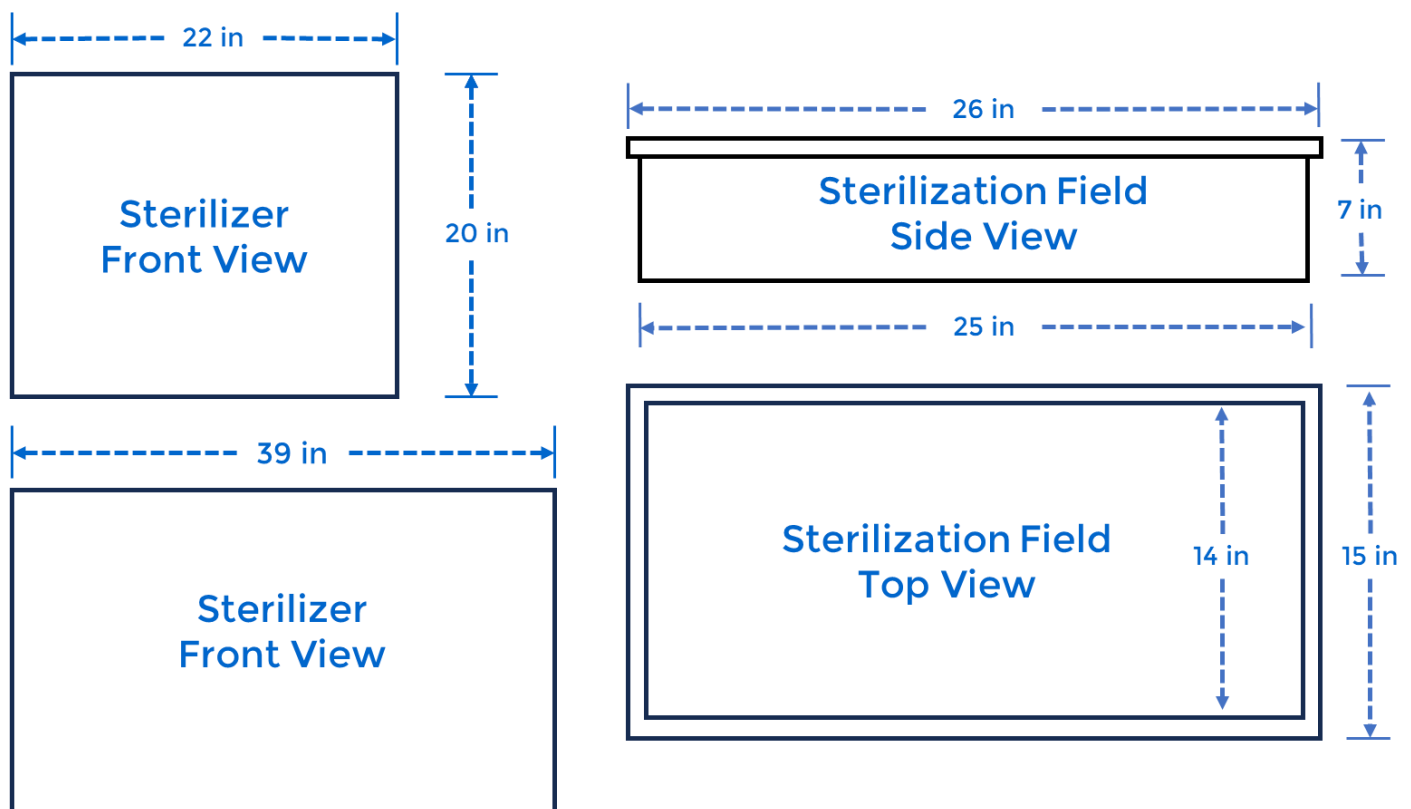 22 in
Sterilizer
Front View
20 in
39 in
Sterilizer
Front View
26 in
Sterilization Field
Side View
7 in
25 in
Sterilization Field
Top View
14 in
15 in